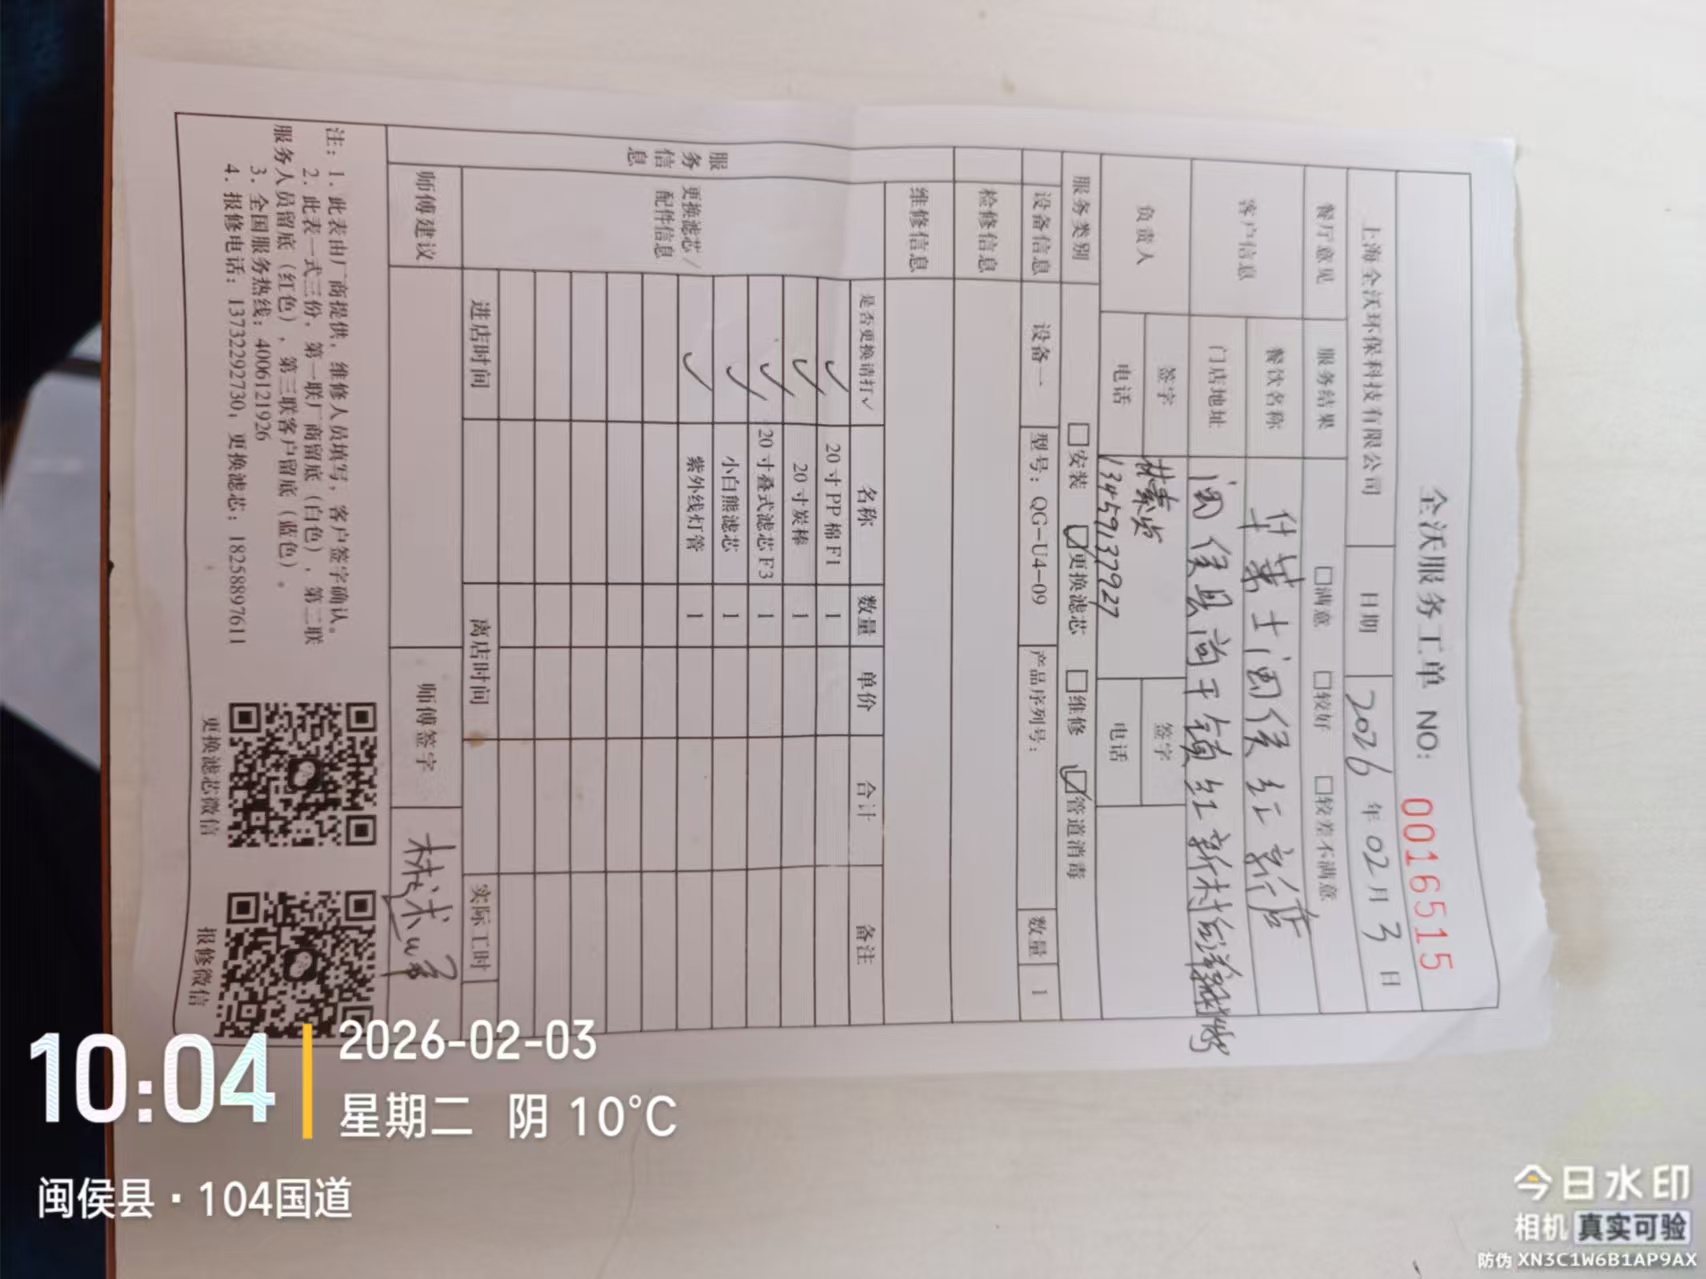 全沃服务工单 NO: 0016515
上海全沃环保科技有限公司 日期 2026年02月3日
餐厅意见 服务结果 □满意 □较好 □较差不满意
客户信息 餐饮名称 华莱士闽侯红新店
门店地址 闽侯县尚干镇红新村
负责人 签字 签字
电话 13459137927 电话
服务类别 □安装 ☑更换滤芯 □维修 ☑管道消毒
设备信息 设备一 型号：QG-U4-09 产品序列号： 数量 1
检修信息
维修信息
服务信息
更换滤芯/配件信息
是否更换请打✓ 名称 数量 单价 合计 备注
✓ 20寸PP棉F1 1
✓ 20寸炭棒 1
✓ 20寸叠式滤芯F3 1
✓ 小白熊滤芯 1
✓ 紫外线灯管 1
进店时间 离店时间 实际工时
师傅建议 师傅签字
注：1. 此表由厂商提供，维修人员填写，客户签字确认。
2. 此表一式三份，第一联厂商留底（白色），第二联
服务人员留底（红色），第三联客户留底（蓝色）。
3. 全国服务热线：4006121926
4. 报修电话：13732292730，更换滤芯：18258897611
更换滤芯微信
报修微信
10:04
2026-02-03
星期二 阴 10°C
闽侯县·104国道
今日水印
相机 真实可验
防伪 XN3C1W6B1AP9AX